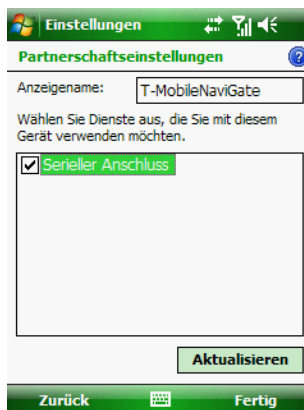 Einstellungen
Partnerschaftseinstellungen
Anzeigename: T-MobileNaviGate
Wählen Sie Dienste aus, die Sie mit diesem
Gerät verwenden möchten.
Serieller Anschluss
Aktualisieren
Zurück Fertig